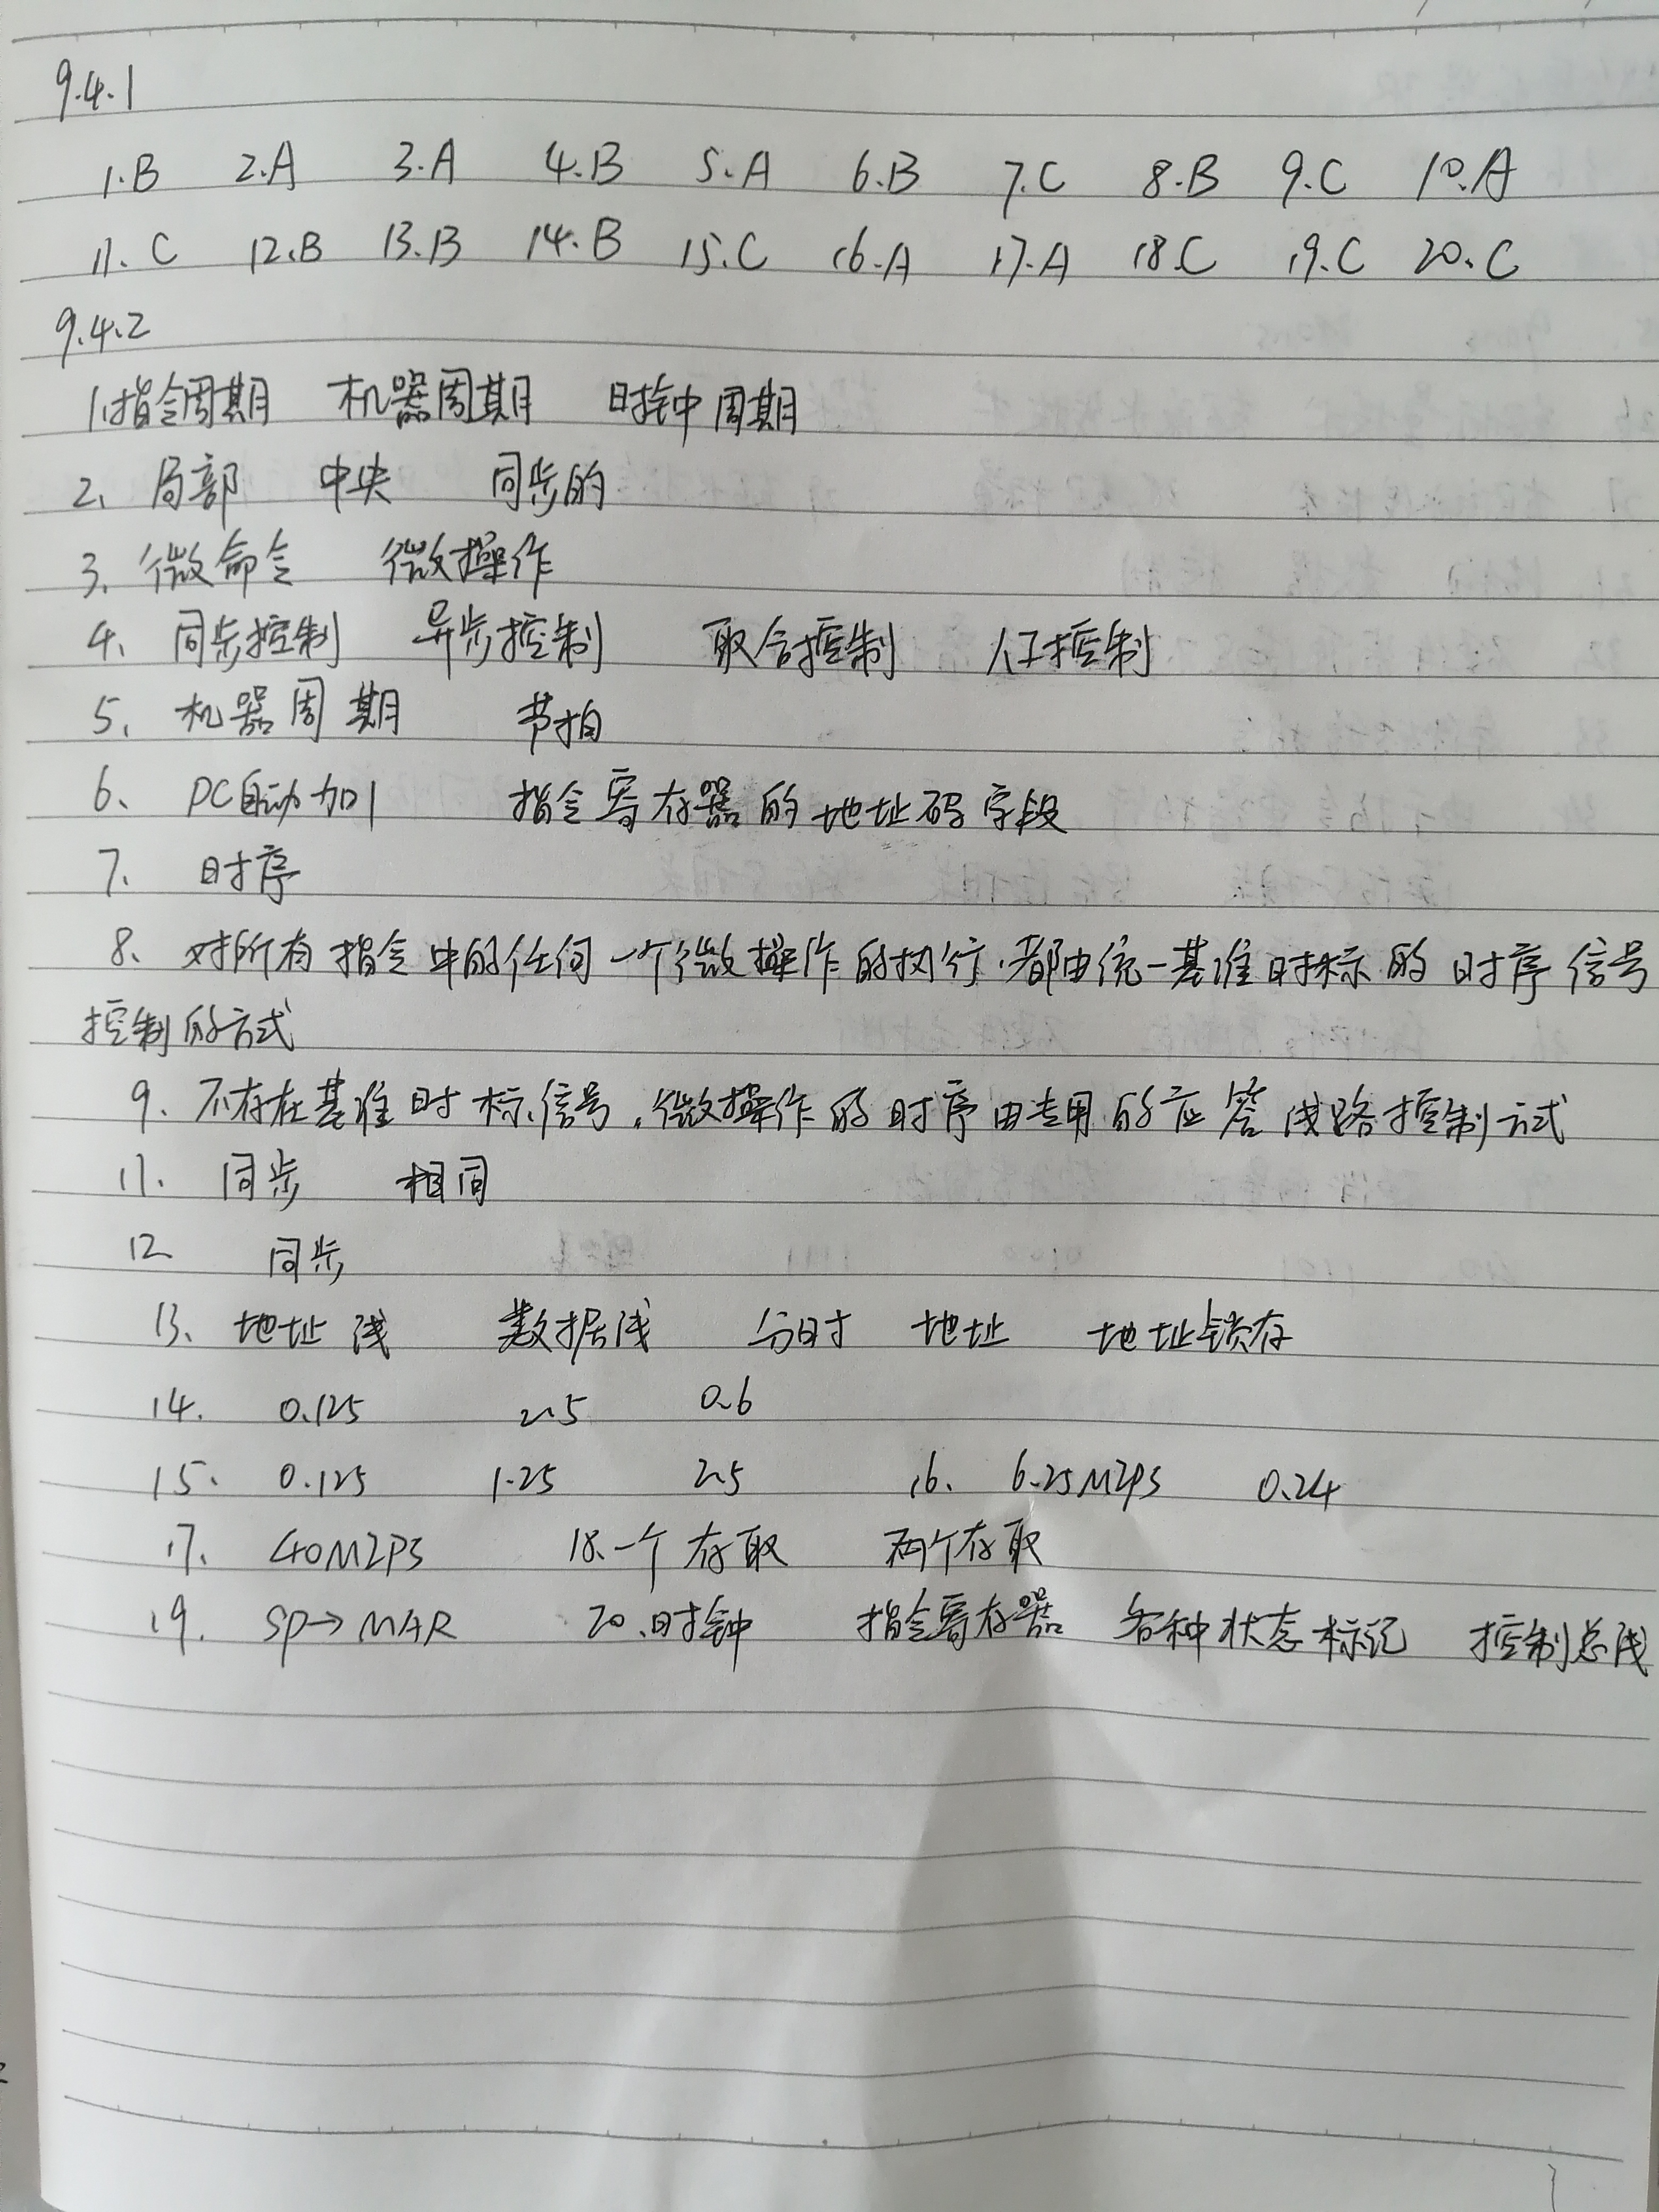 9.4.1
1.B 2.A 3.A 4.B 5.A 6.B 7.C 8.B 9.C 10.A
11.C 12.B 13.B 14.B 15.C 16.A 17.A 18.C 19.C 20.C
9.4.2
1.指令周期 机器周期 时钟周期
2、局部 中央 同步的
3、微命令 微操作
4、同步控制 异步控制 联合控制 人工控制
5、机器周期 节拍
6、PC自动加1 指令寄存器的地址码字段
7、时序
8、对所有指令中的任何一个微操作的执行,都由统一基准时标的时序信号
控制的方式
9、不存在基准时标信号,微操作的时序由专用的应答线路控制方式
11. 同步 相同
12 同步
13、地址线 数据线 分时 地址 地址锁存
14. 0.125 2.5 0.6
15. 0.125 1.25 2.5 16. 6.25MIPS 0.24
17. 40MIPS 18.一个存取 两个存取
19. SP→MAR 20.时钟 指令寄存器 各种状态标记 控制总线